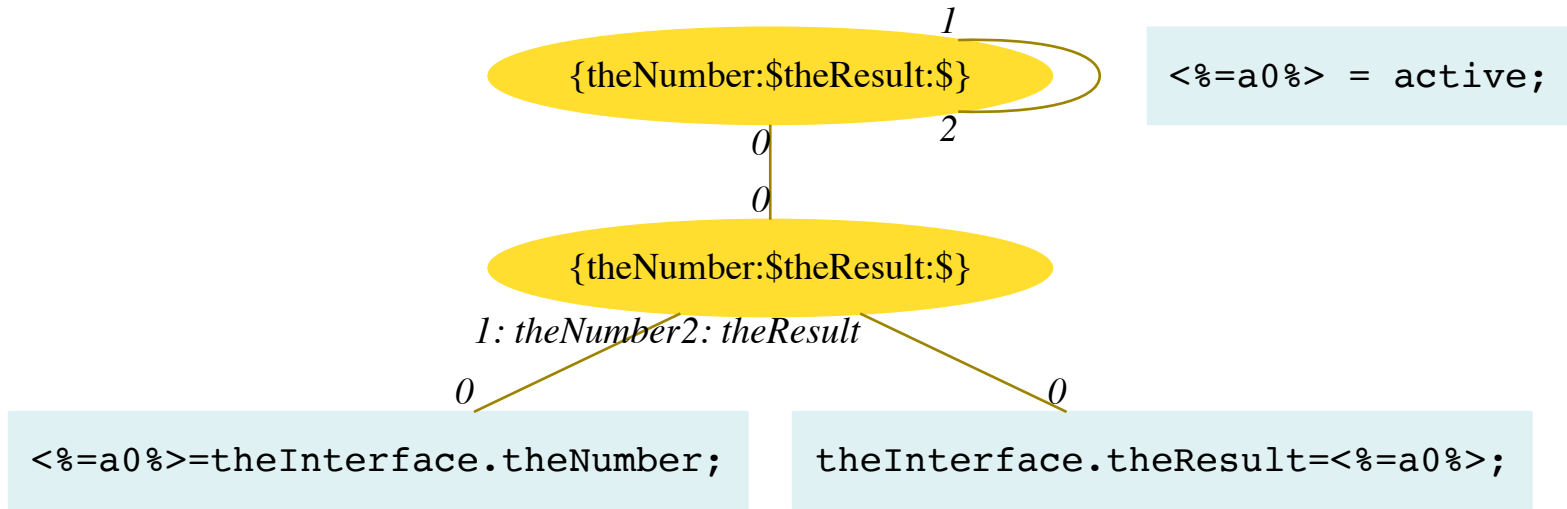 1
{theNumber:$theResult:$}
<%=a0%> = active;
2
0
0
{theNumber:$theResult:$}
1: theNumber2: theResult
0
0
<%=a0%>=theInterface.theNumber;
theInterface.theResult=<%=a0%>;